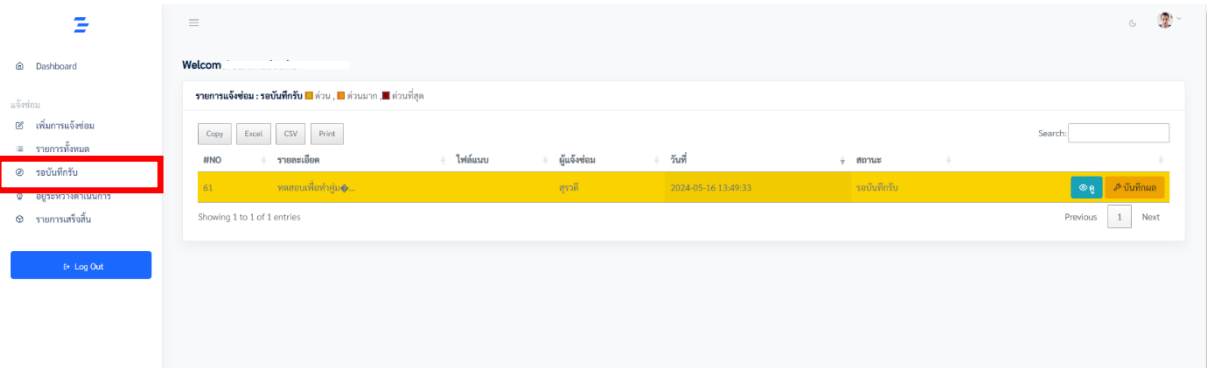 Dashboard
แจ้งซ่อม
เพิ่มการแจ้งซ่อม
รายการทั้งหมด
รอบันทึกรับ
อยู่ระหว่างดำเนินการ
รายการเสร็จสิ้น
Log Out
Welcom
รายการแจ้งซ่อม : รอบันทึกรับ ด่วน , ด่วนมาก , ด่วนที่สุด
Copy Excel CSV Print Search:
#NO รายละเอียด ไฟล์แนบ ผู้แจ้งซ่อม วันที่ สถานะ
61 ทดสอบเพื่อทำคู่ม�... สุรวดี 2024-05-16 13:49:33 รอบันทึกรับ ดู บันทึกผล
Showing 1 to 1 of 1 entries Previous 1 Next